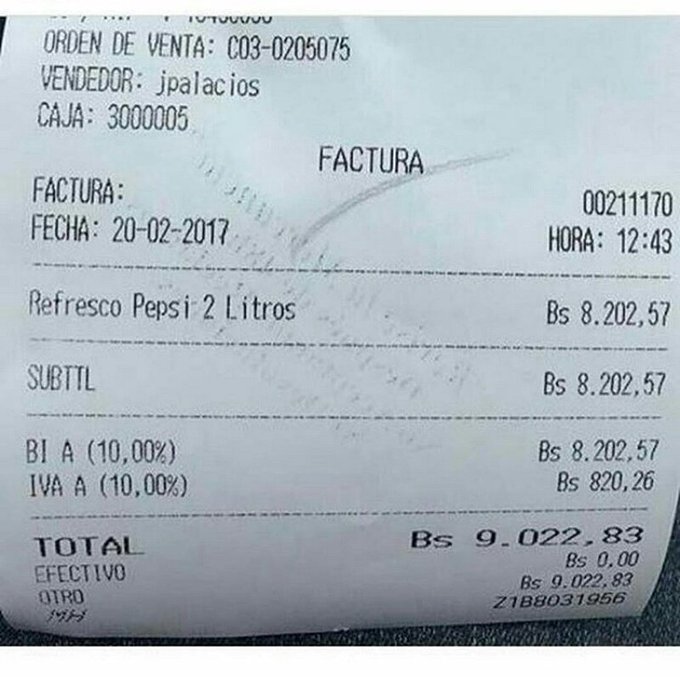 ORDEN DE VENTA: C03-0205075
VENDEDOR: jpalacios
CAJA: 3000005
FACTURA
FACTURA: 00211170
FECHA: 20-02-2017 HORA: 12:43
Refresco Pepsi 2 Litros Bs 8.202,57
SUBTTL Bs 8.202,57
BI A (10,00%) Bs 8.202,57
IVA A (10,00%) Bs 820,26
TOTAL Bs 9.022,83
EFECTIVO Bs 0,00
OTRO Bs 9.022,83
MH Z1B8031956